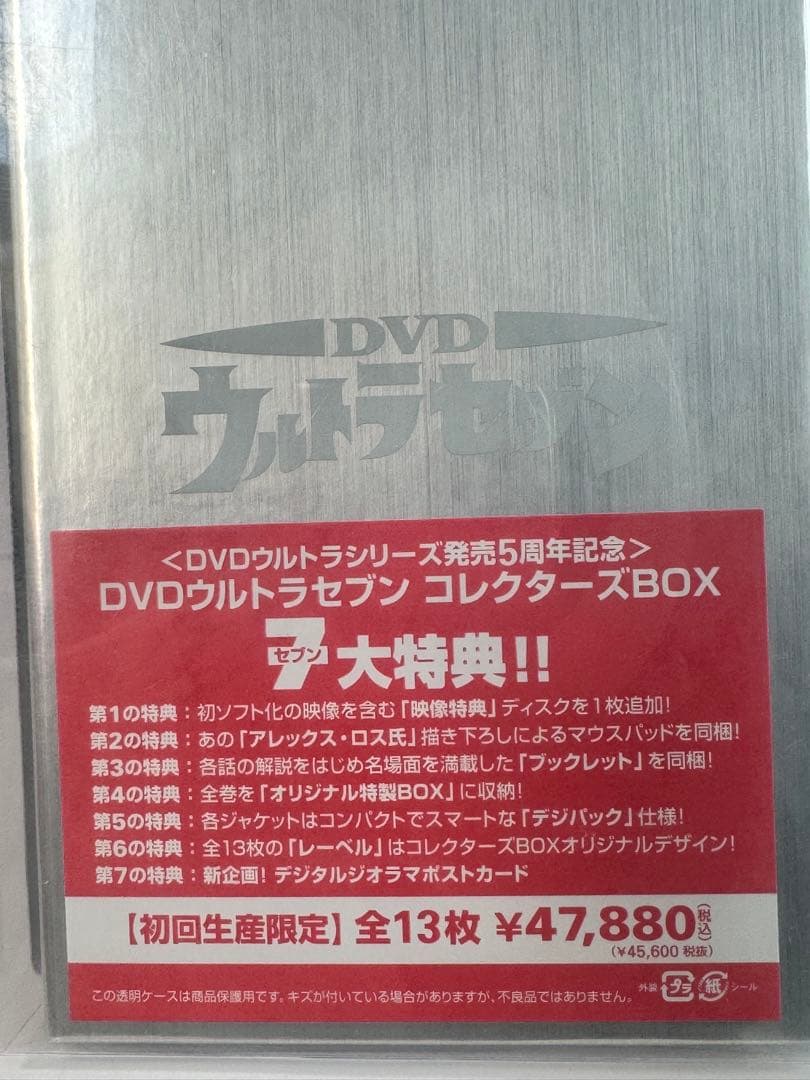 DVD
ウルトラセブン
<DVDウルトラシリーズ発売5周年記念>
DVDウルトラセブン コレクターズBOX
7セブン大特典!!
第1の特典：初ソフト化の映像を含む「映像特典」ディスクを1枚追加!
第2の特典：あの「アレックス・ロス氏」描き下ろしによるマウスパッドを同梱!
第3の特典：各話の解説をはじめ名場面を満載した「ブックレット」を同梱!
第4の特典：全巻を「オリジナル特製BOX」に収納!
第5の特典：各ジャケットはコンパクトでスマートな「デジパック」仕様!
第6の特典：全13枚の「レーベル」はコレクターズBOXオリジナルデザイン!
第7の特典：新企画! デジタルジオラマポストカード
【初回生産限定】全13枚 ¥47,880(税込)
(¥45,600 税抜)
この透明ケースは商品保護用です。キズが付いている場合がありますが、不良品ではありません。 外装 プラ 紙 シール